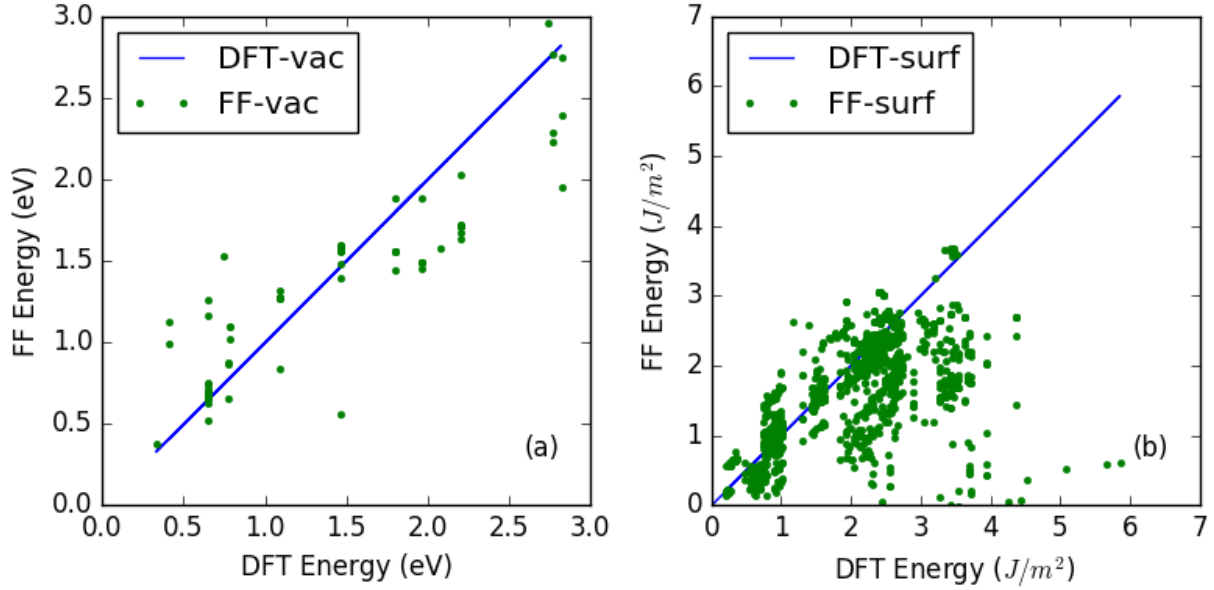 3.0
2.5
2.0
1.5
1.0
0.5
0.0
FF Energy (eV)
DFT-vac
FF-vac
(a)
0.0 0.5 1.0 1.5 2.0 2.5 3.0
DFT Energy (eV)
7
6
5
4
3
2
1
0
FF Energy (J/m²)
DFT-surf
FF-surf
(b)
0 1 2 3 4 5 6 7
DFT Energy (J/m²)